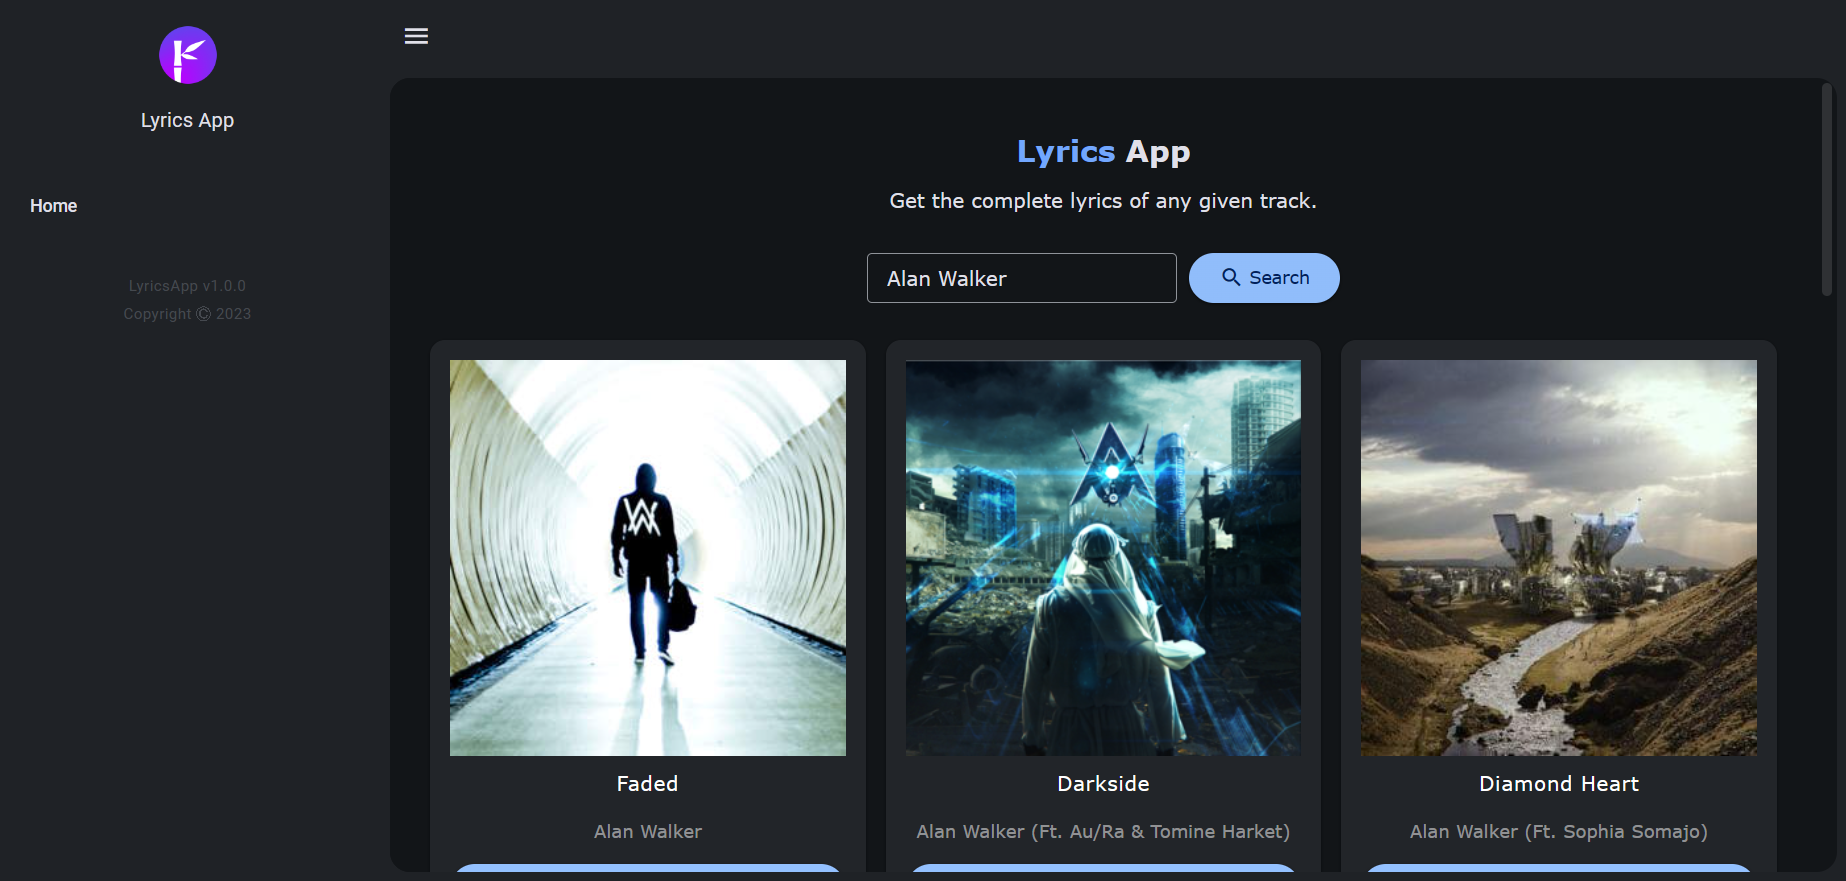 Lyrics App
Home
LyricsApp v1.0.0
Copyright © 2023
Lyrics App
Get the complete lyrics of any given track.
Alan Walker
Search
Faded
Alan Walker
Darkside
Alan Walker (Ft. Au/Ra & Tomine Harket)
Diamond Heart
Alan Walker (Ft. Sophia Somajo)